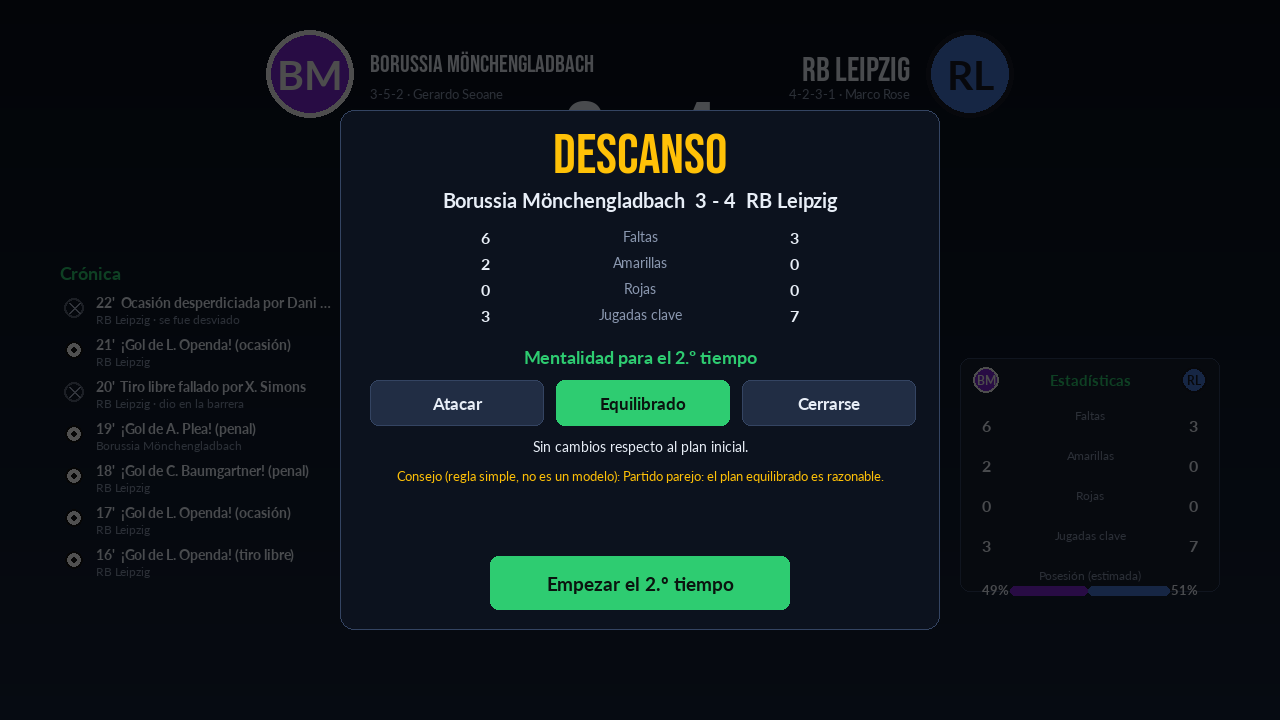 BM
BORUSSIA MÖNCHENGLADBACH
3-5-2 · Gerardo Seoane
RB LEIPZIG
4-2-3-1 · Marco Rose
RL
DESCANSO
Borussia Mönchengladbach 3 - 4 RB Leipzig
6 Faltas 3
2 Amarillas 0
0 Rojas 0
3 Jugadas clave 7
Mentalidad para el 2.º tiempo
Atacar
Equilibrado
Cerrarse
Sin cambios respecto al plan inicial.
Consejo (regla simple, no es un modelo): Partido parejo: el plan equilibrado es razonable.
Empezar el 2.º tiempo
Crónica
22' Ocasión desperdiciada por Dani ...
RB Leipzig · se fue desviado
21' ¡Gol de L. Openda! (ocasión)
RB Leipzig
20' Tiro libre fallado por X. Simons
RB Leipzig · dio en la barrera
19' ¡Gol de A. Plea! (penal)
Borussia Mönchengladbach
18' ¡Gol de C. Baumgartner! (penal)
RB Leipzig
17' ¡Gol de L. Openda! (ocasión)
RB Leipzig
16' ¡Gol de L. Openda! (tiro libre)
RB Leipzig
BM Estadísticas RL
Faltas
6 3
Amarillas
2 0
Rojas
0 0
Jugadas clave
3 7
Posesión (estimada)
49% 51%